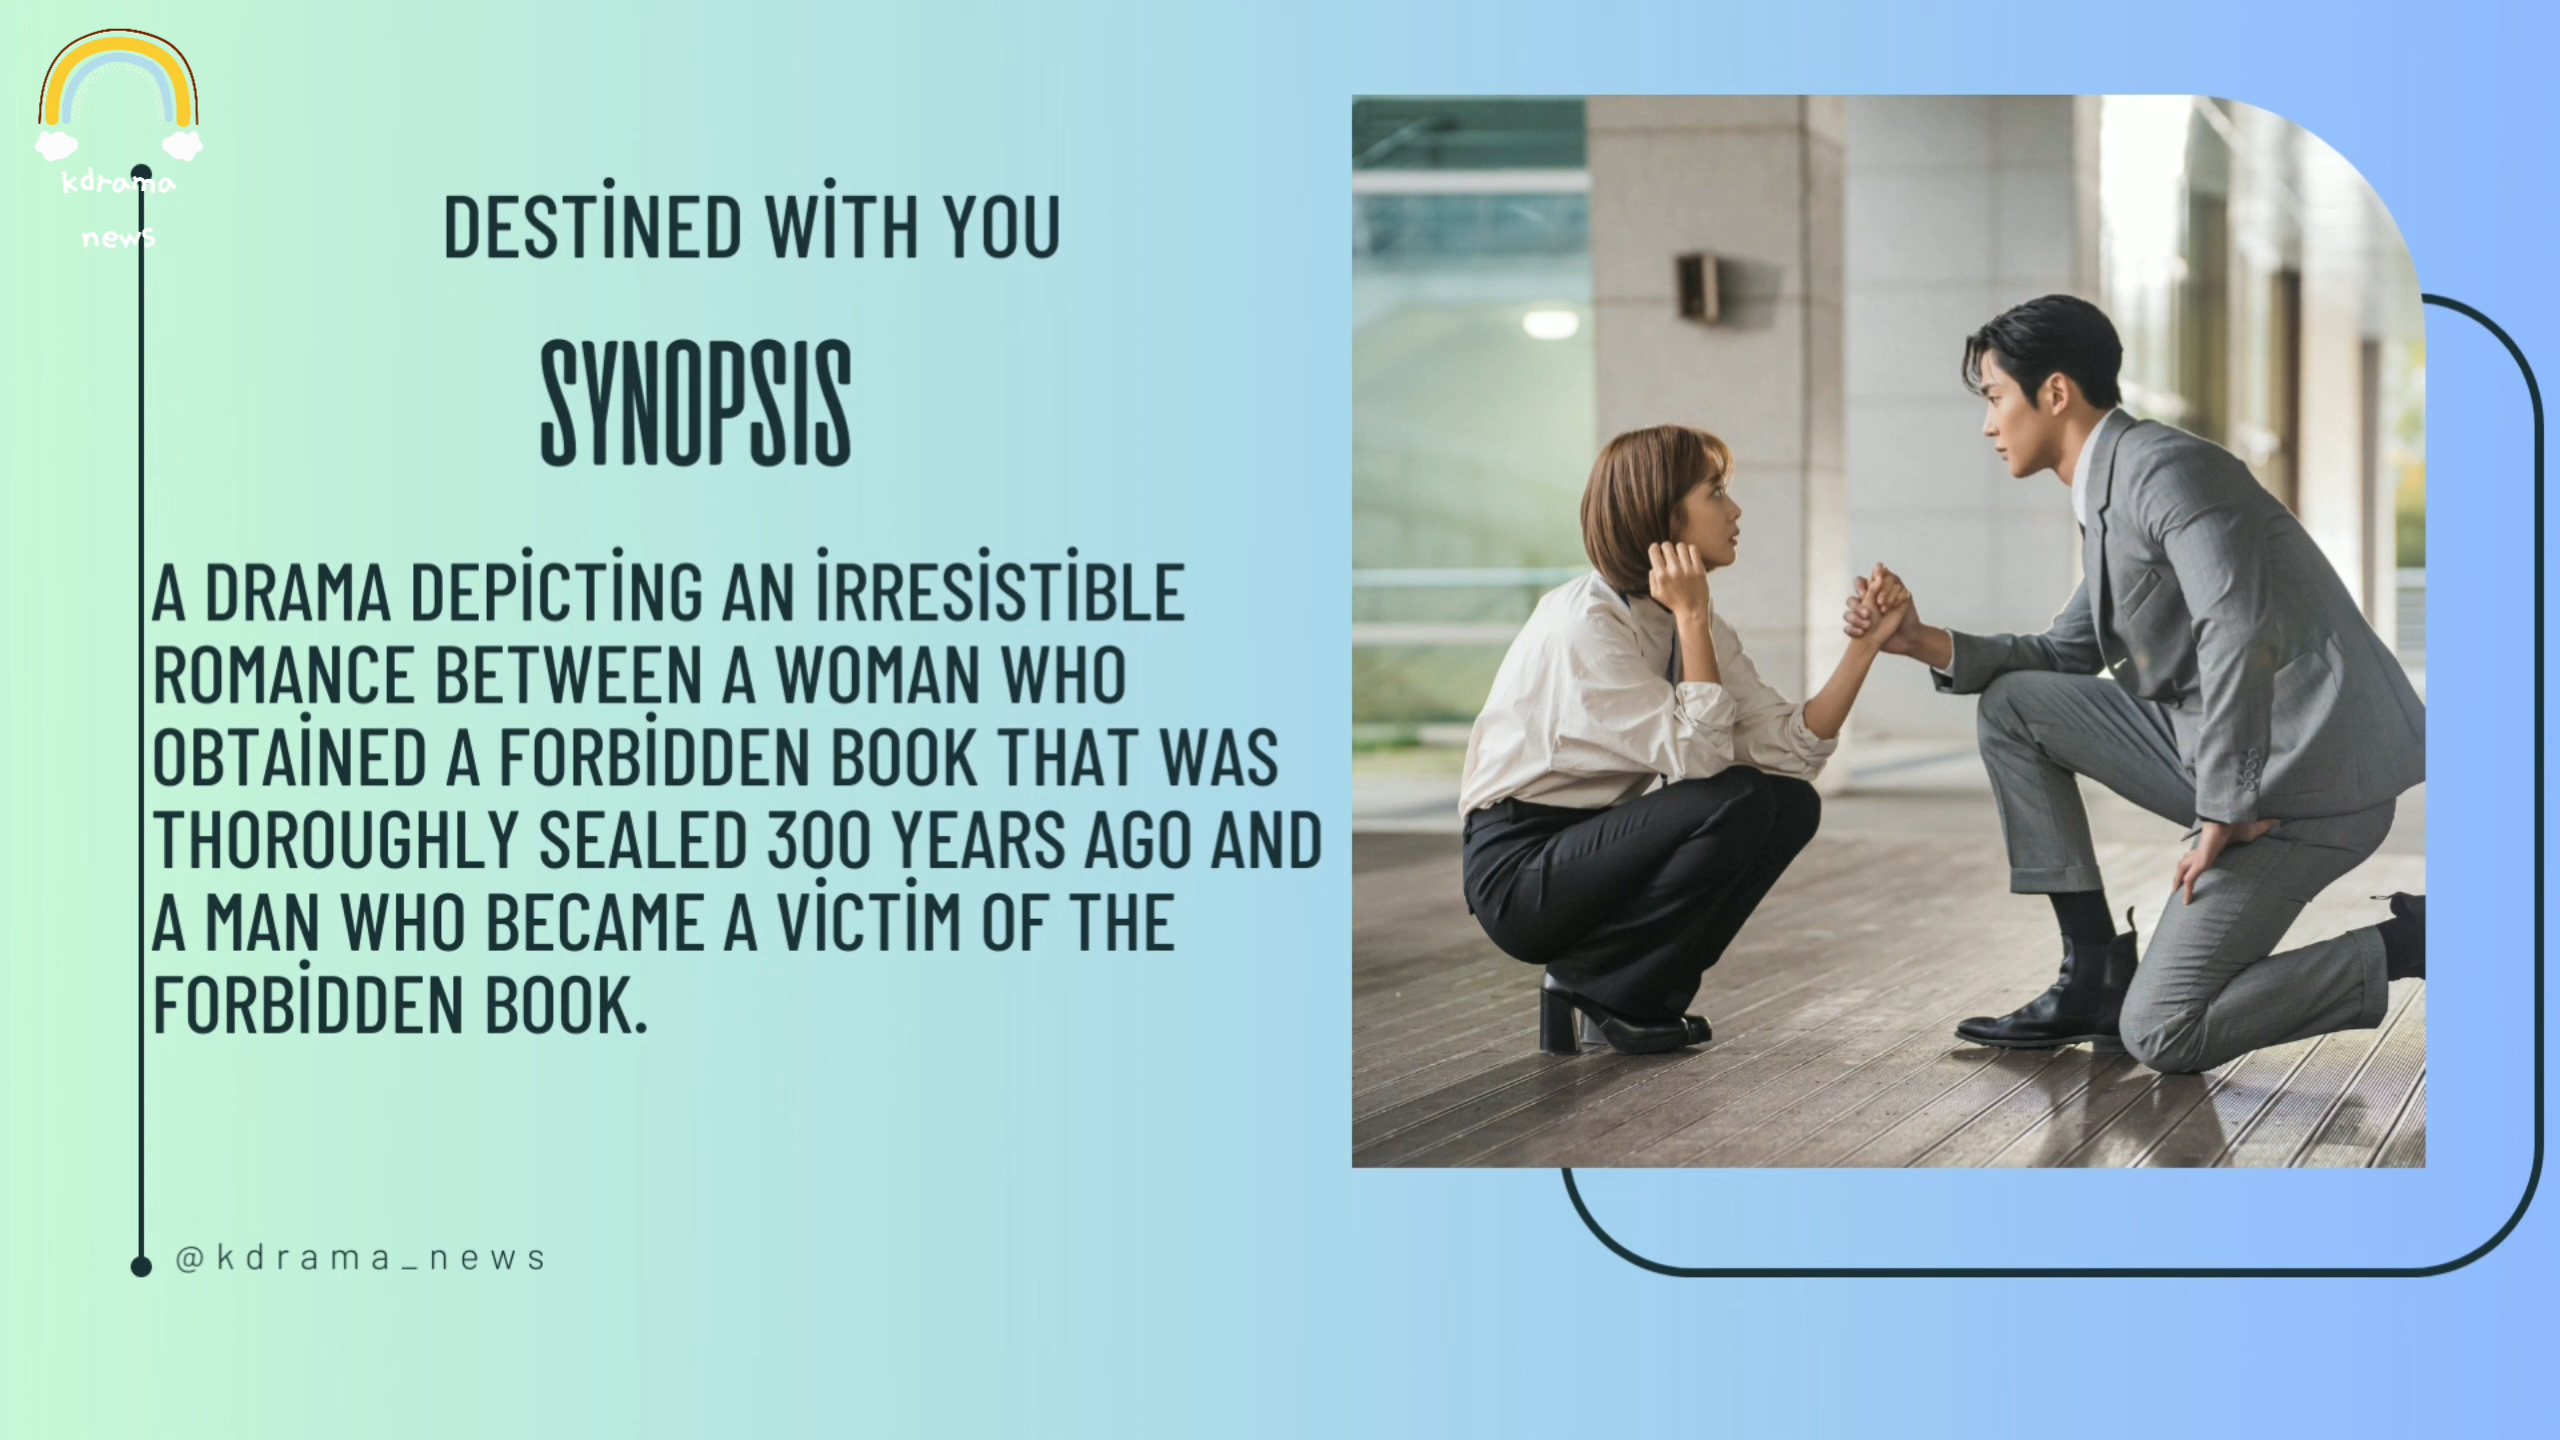 kdrama
news
DESTİNED WİTH YOU
SYNOPSIS
A DRAMA DEPİCTİNG AN İRRESİSTİBLE
ROMANCE BETWEEN A WOMAN WHO
OBTAİNED A FORBİDDEN BOOK THAT WAS
THOROUGHLY SEALED 300 YEARS AGO AND
A MAN WHO BECAME A VİCTİM OF THE
FORBİDDEN BOOK.
@kdrama_news